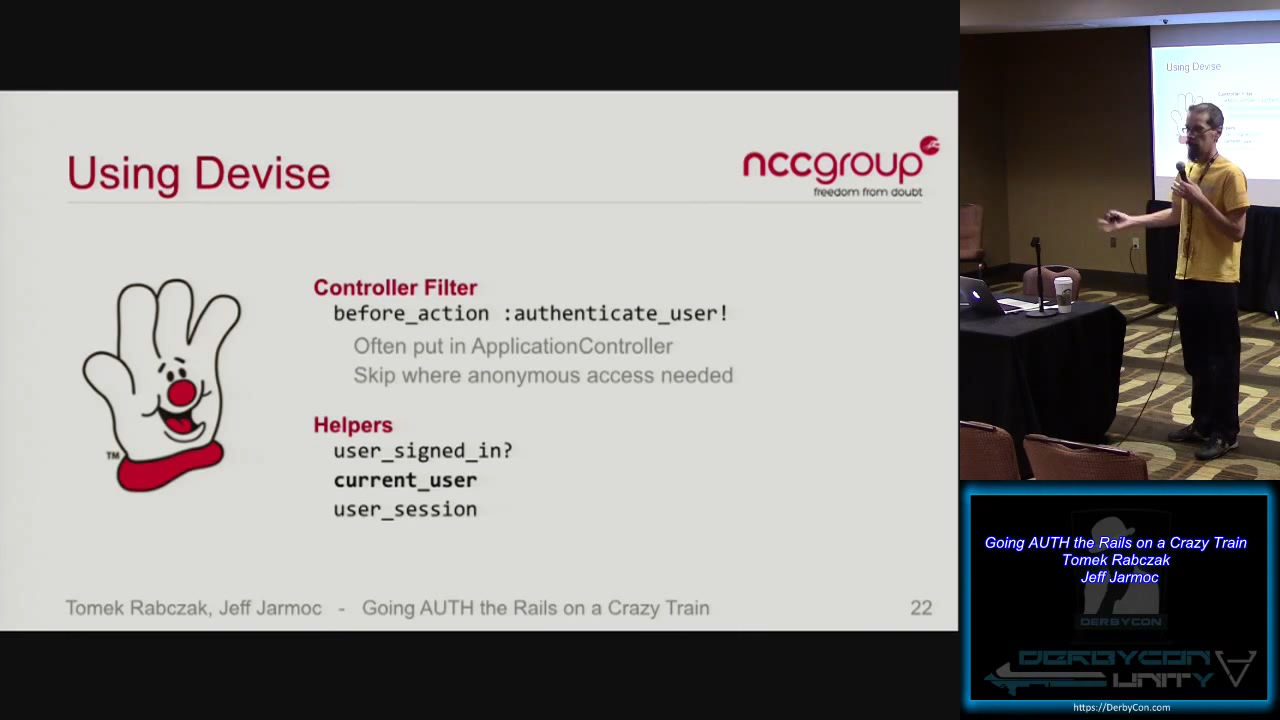 Using Devise
nccgroup
freedom from doubt
Controller Filter
before_action :authenticate_user!
Often put in ApplicationController
Skip where anonymous access needed
Helpers
user_signed_in?
current_user
user_session
TM
Tomek Rabczak, Jeff Jarmoc - Going AUTH the Rails on a Crazy Train
22
Using Devise
Controller Filter
Going AUTH the Rails on a Crazy Train
Tomek Rabczak
Jeff Jarmoc
DERBYCON
DERBYCON
UNITY
https://DerbyCon.com